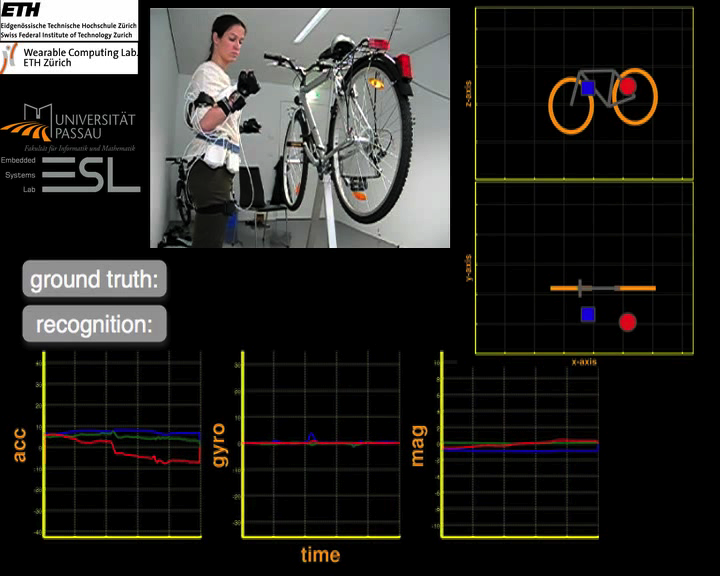 ETH
Eidgenössische Technische Hochschule Zürich
Swiss Federal Institute of Technology Zurich
Wearable Computing Lab.
ETH Zürich
UNIVERSITÄT
PASSAU
Fakultät für Informatik und Mathematik
Embedded
Systems
Lab
ESL
z-axis
y-axis
x-axis
ground truth:
recognition:
acc
gyro
mag
time